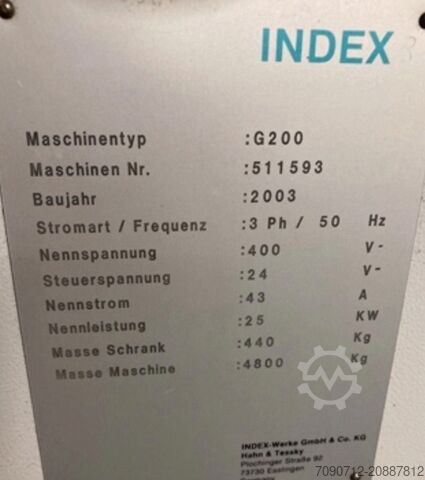 INDEX
Maschinentyp :G200
Maschinen Nr. :511593
Baujahr :2003
Stromart / Frequenz :3 Ph / 50 Hz
Nennspannung :400 V-
Steuerspannung :24 V-
Nennstrom :43 A
Nennleistung :25 KW
Masse Schrank :440 Kg
Masse Maschine :4800 Kg
INDEX-Werke GmbH & Co. KG
Hahn & Tessky
Plochinger Straße 92
73730 Esslingen
Germany
7090712-20887812